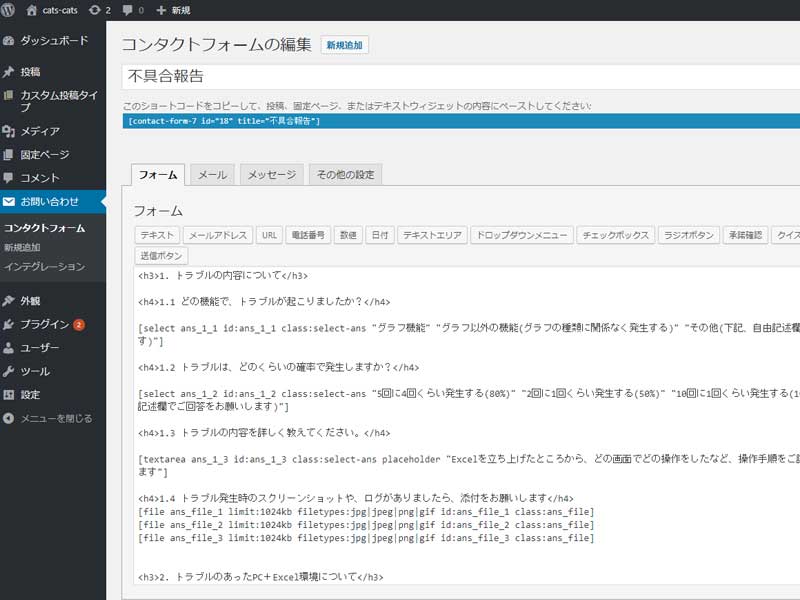 cats-cats 2 0 新規
ダッシュボード
投稿
カスタム投稿タイ
プ
メディア
固定ページ
コメント
お問い合わせ
コンタクトフォーム
新規追加
インテグレーション
外観
プラグイン 2
ユーザー
ツール
設定
メニューを閉じる
コンタクトフォームの編集 新規追加
不具合報告
このショートコードをコピーして、投稿、固定ページ、またはテキストウィジェットの内容にペーストしてください:
[contact-form-7 id="18" title="不具合報告"]
フォーム メール メッセージ その他の設定
フォーム
テキスト メールアドレス URL 電話番号 数値 日付 テキストエリア ドロップダウンメニュー チェックボックス ラジオボタン 承諾確認 クイズ
送信ボタン
<h3>1. トラブルの内容について</h3>
<h4>1.1 どの機能で、トラブルが起こりましたか？</h4>
[select ans_1_1 id:ans_1_1 class:select-ans "グラフ機能" "グラフ以外の機能(グラフの種類に関係なく発生する)" "その他(下記、自由記述欄
す)"]
<h4>1.2 トラブルは、どのくらいの確率で発生しますか？</h4>
[select ans_1_2 id:ans_1_2 class:select-ans "5回に4回くらい発生する(80%)" "2回に1回くらい発生する(50%)" "10回に1回くらい発生する(1
記述欄でご回答をお願いします)"]
<h4>1.3 トラブルの内容を詳しく教えてください。</h4>
[textarea ans_1_3 id:ans_1_3 class:select-ans placeholder "Excelを立ち上げたところから、どの画面でどの操作をしたなど、操作手順をご
ます"]
<h4>1.4 トラブル発生時のスクリーンショットや、ログがありましたら、添付をお願いします</h4>
[file ans_file_1 limit:1024kb filetypes:jpg|jpeg|png|gif id:ans_file_1 class:ans_file]
[file ans_file_2 limit:1024kb filetypes:jpg|jpeg|png|gif id:ans_file_2 class:ans_file]
[file ans_file_3 limit:1024kb filetypes:jpg|jpeg|png|gif id:ans_file_3 class:ans_file]
<h3>2. トラブルのあったPC＋Excel環境について</h3>